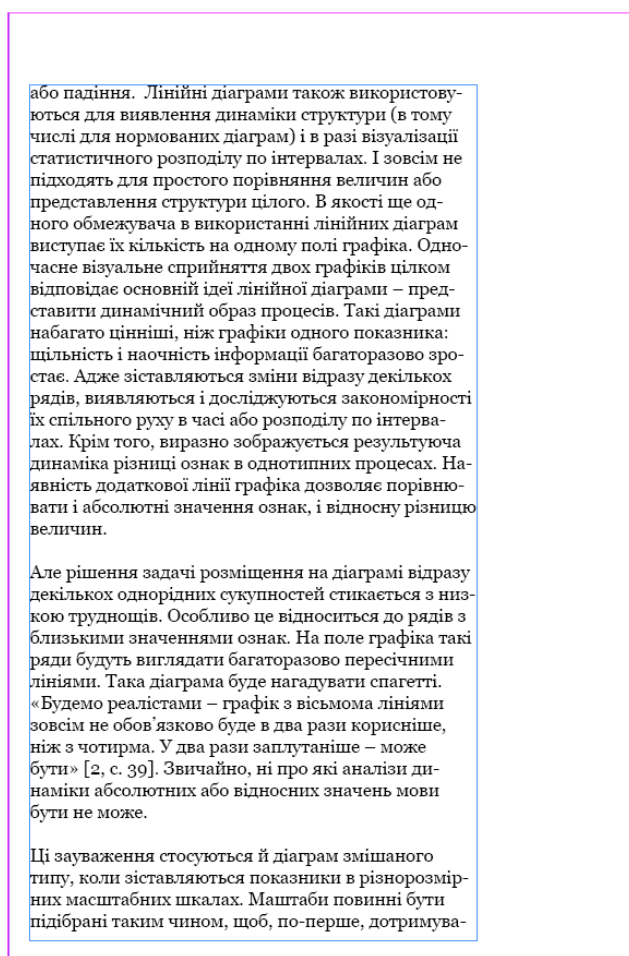 або падіння.  Лінійні діаграми також використову-
ються для виявлення динаміки структури (в тому
числі для нормованих діаграм) і в разі візуалізації
статистичного розподілу по інтервалах. І зовсім не
підходять для простого порівняння величин або
представлення структури цілого. В якості ще од-
ного обмежувача в використанні лінійних діаграм
виступає їх кількість на одному полі графіка. Одно-
часне візуальне сприйняття двох графіків цілком
відповідає основній ідеї лінійної діаграми – пред-
ставити динамічний образ процесів. Такі діаграми
набагато цінніші, ніж графіки одного показника:
щільність і наочність інформації багаторазово зро-
стає. Адже зіставляються зміни відразу декількох
рядів, виявляються і досліджуються закономірності
їх спільного руху в часі або розподілу по інтерва-
лах. Крім того, виразно зображується результуюча
динаміка різниці ознак в однотипних процесах. На-
явність додаткової лінії графіка дозволяє порівню-
вати і абсолютні значення ознак, і відносну різницю
величин.

Але рішення задачі розміщення на діаграмі відразу
декількох однорідних сукупностей стикається з низ-
кою труднощів. Особливо це відноситься до рядів з
близькими значеннями ознак. На поле графіка такі
ряди будуть виглядати багаторазово пересічними
лініями. Така діаграма буде нагадувати спагетті.
«Будемо реалістами – графік з вісьмома лініями
зовсім не обов’язково буде в два рази корисніше,
ніж з чотирма. У два рази заплутаніше – може
бути» [2, с. 39]. Звичайно, ні про які аналізи ди-
наміки абсолютних або відносних значень мови
бути не може.

Ці зауваження стосуються й діаграм змішаного
типу, коли зіставляються показники в різнорозмір-
них масштабних шкалах. Маштаби повинні бути
підібрані таким чином, щоб, по-перше, дотримува-